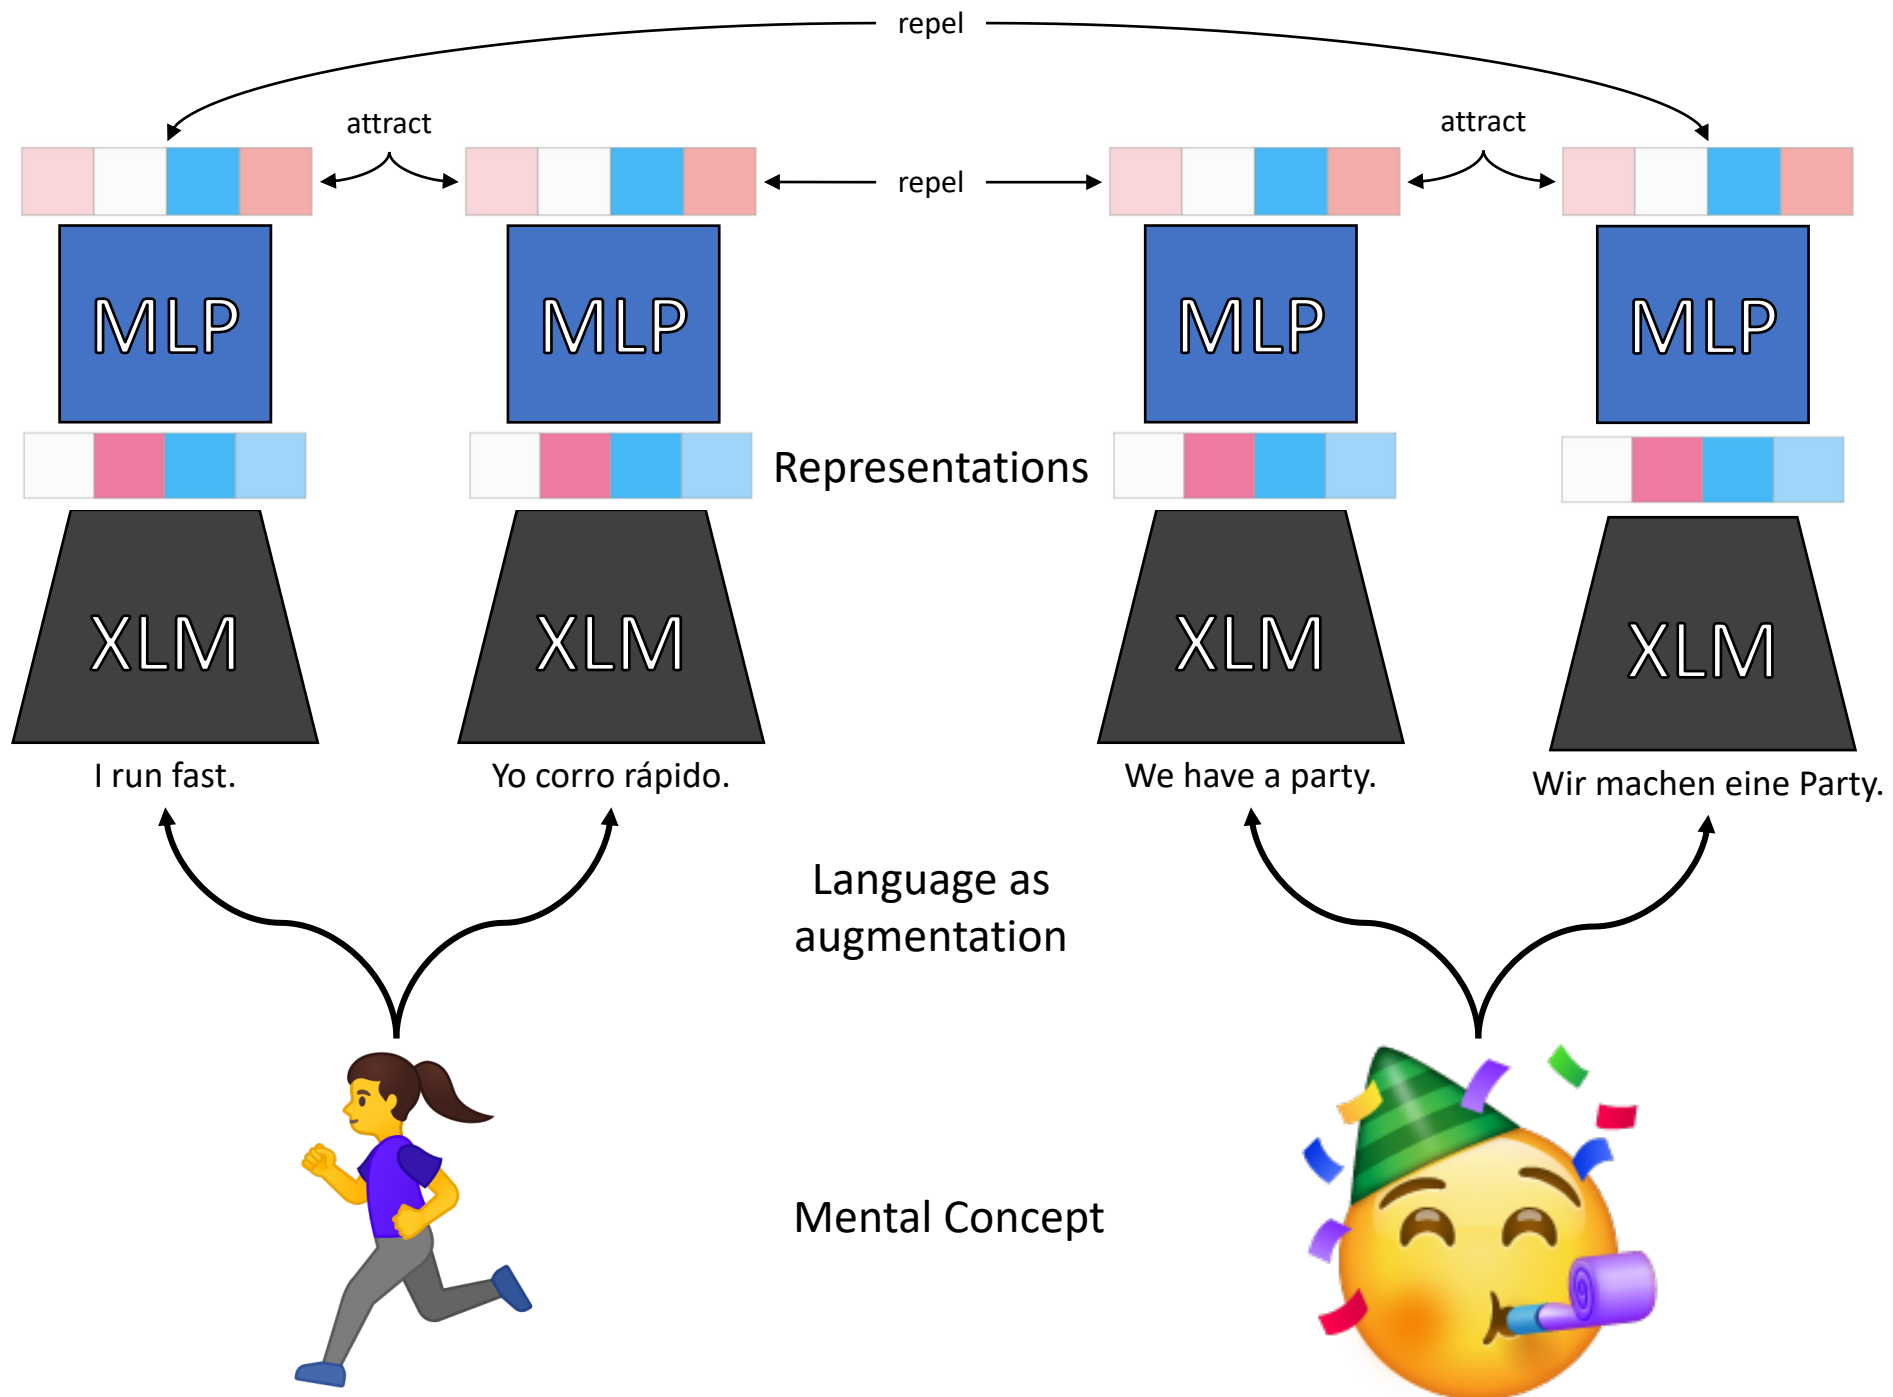 repel
attract
attract
repel
MLP
MLP
MLP
MLP
Representations
XLM
XLM
XLM
XLM
I run fast.
Yo corro rápido.
We have a party.
Wir machen eine Party.
Language as
augmentation
Mental Concept